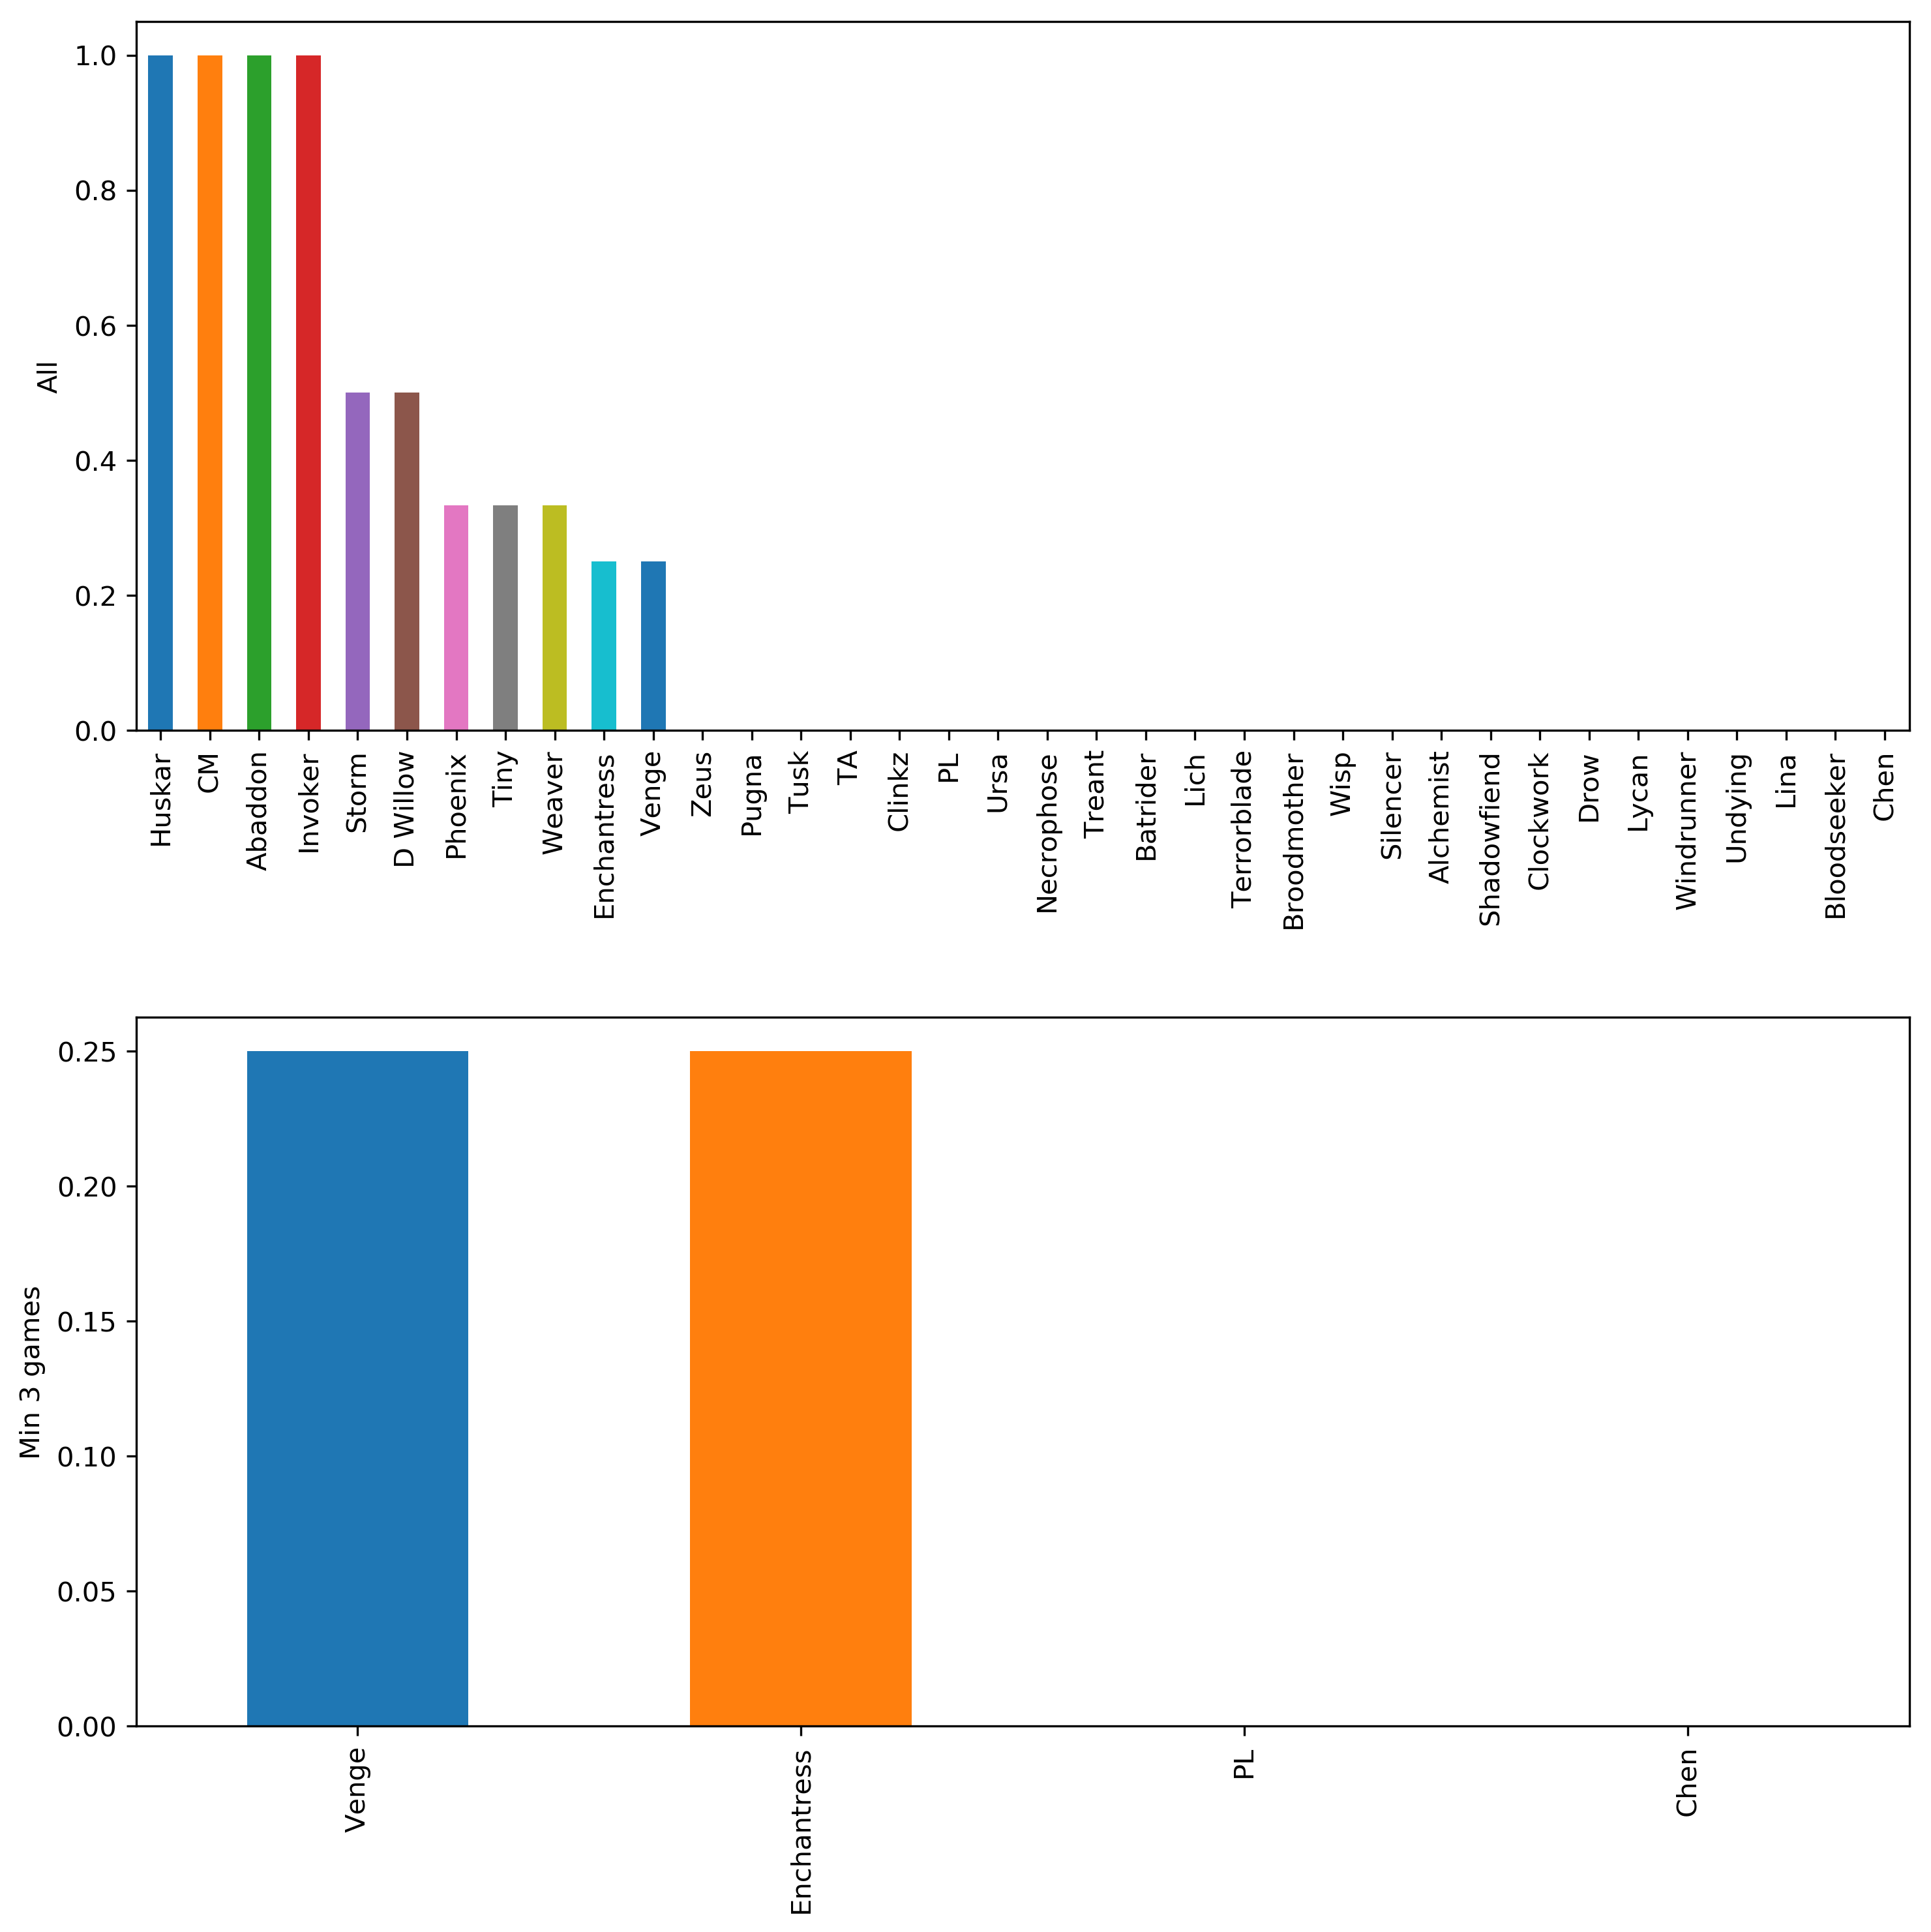 All
1.0
0.8
0.6
0.4
0.2
0.0
Huskar
CM
Abaddon
Invoker
Storm
D Willow
Phoenix
Tiny
Weaver
Enchantress
Venge
Zeus
Pugna
Tusk
TA
Clinkz
PL
Ursa
Necrophose
Treant
Batrider
Lich
Terrorblade
Broodmother
Wisp
Silencer
Alchemist
Shadowfiend
Clockwork
Drow
Lycan
Windrunner
Undying
Lina
Bloodseeker
Chen
Min 3 games
0.25
0.20
0.15
0.10
0.05
0.00
Venge
Enchantress
PL
Chen